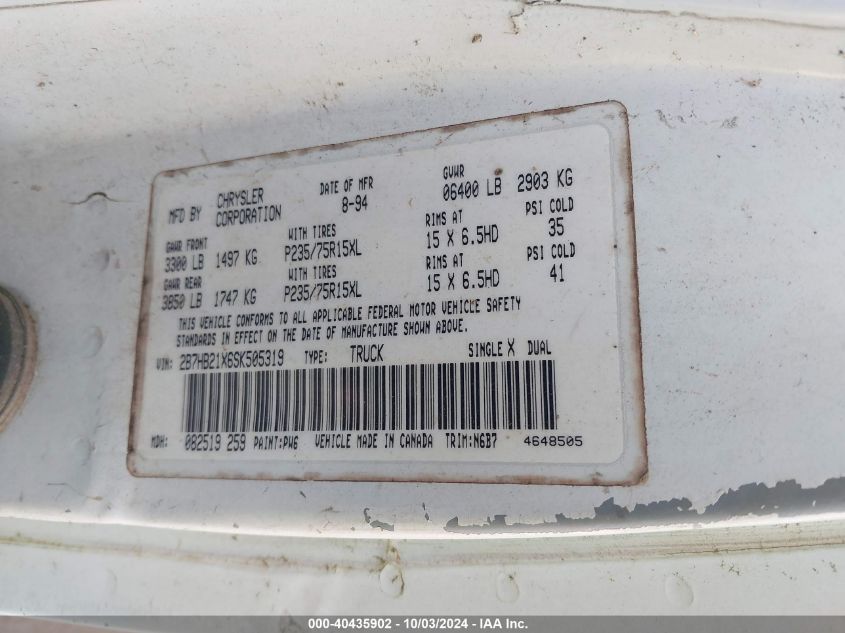 MFD BY CHRYSLER CORPORATION DATE OF MFR 8-94 GVWR 06400 LB 2903 KG
GAWR FRONT WITH TIRES RIMS AT PSI COLD
3300 LB 1497 KG P235/75R15XL 15 X 6.5HD 35
GAWR REAR WITH TIRES RIMS AT PSI COLD
3850 LB 1747 KG P235/75R15XL 15 X 6.5HD 41
THIS VEHICLE CONFORMS TO ALL APPLICABLE FEDERAL MOTOR VEHICLE SAFETY
STANDARDS IN EFFECT ON THE DATE OF MANUFACTURE SHOWN ABOVE.
VIN: 2B7HB21X6SK505319 TYPE: TRUCK SINGLE X DUAL
MDH: 082519 259 PAINT:PW6 VEHICLE MADE IN CANADA TRIM:N6B7 4648505
000-40435902 - 10/03/2024 - IAA Inc.